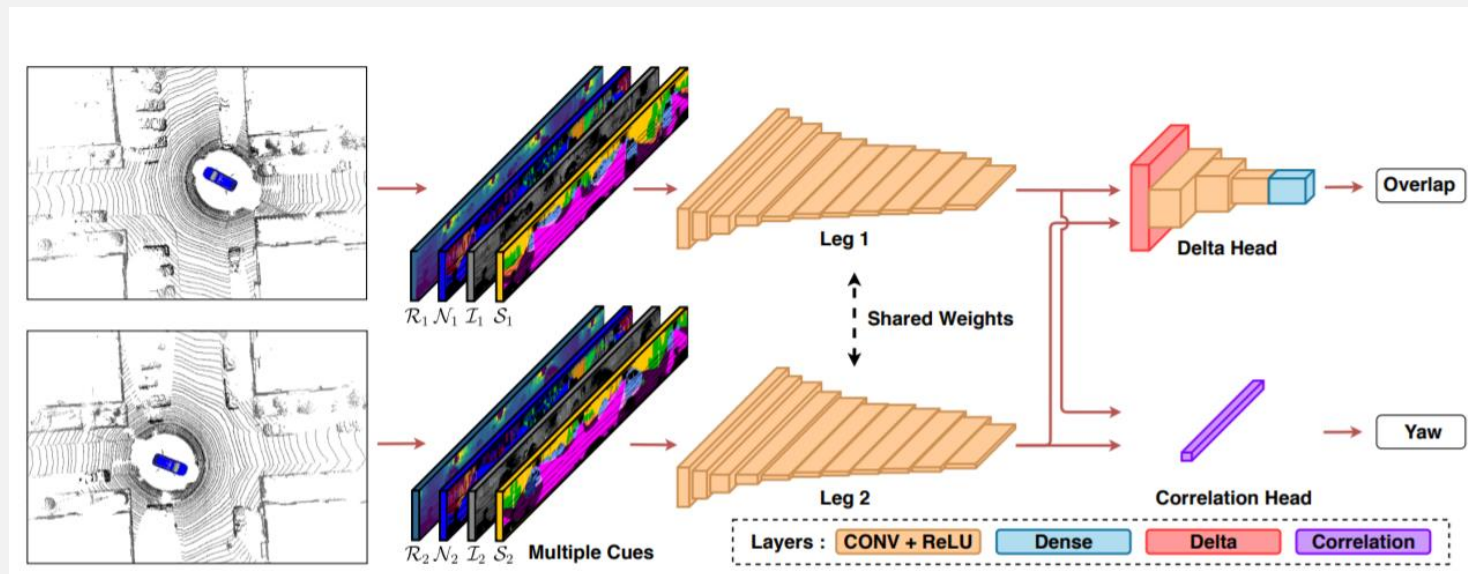 Leg 1
Overlap
Delta Head
R₁ N₁ I₁ S₁
Shared Weights
Leg 2
Yaw
Correlation Head
R₂ N₂ I₂ S₂ Multiple Cues
Layers : CONV + ReLU Dense Delta Correlation